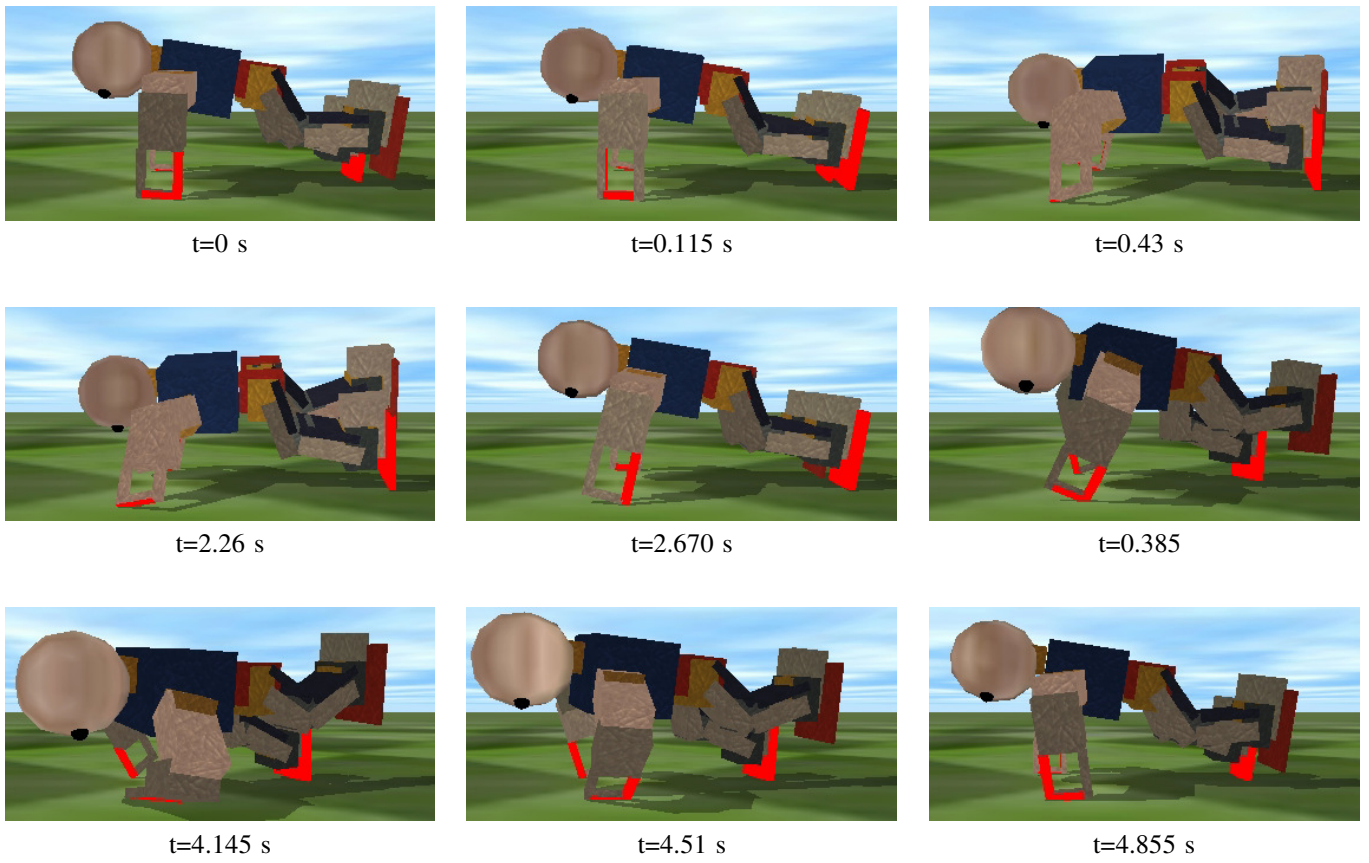 t=0 s
t=0.115 s
t=0.43 s
t=2.26 s
t=2.670 s
t=0.385
t=4.145 s
t=4.51 s
t=4.855 s